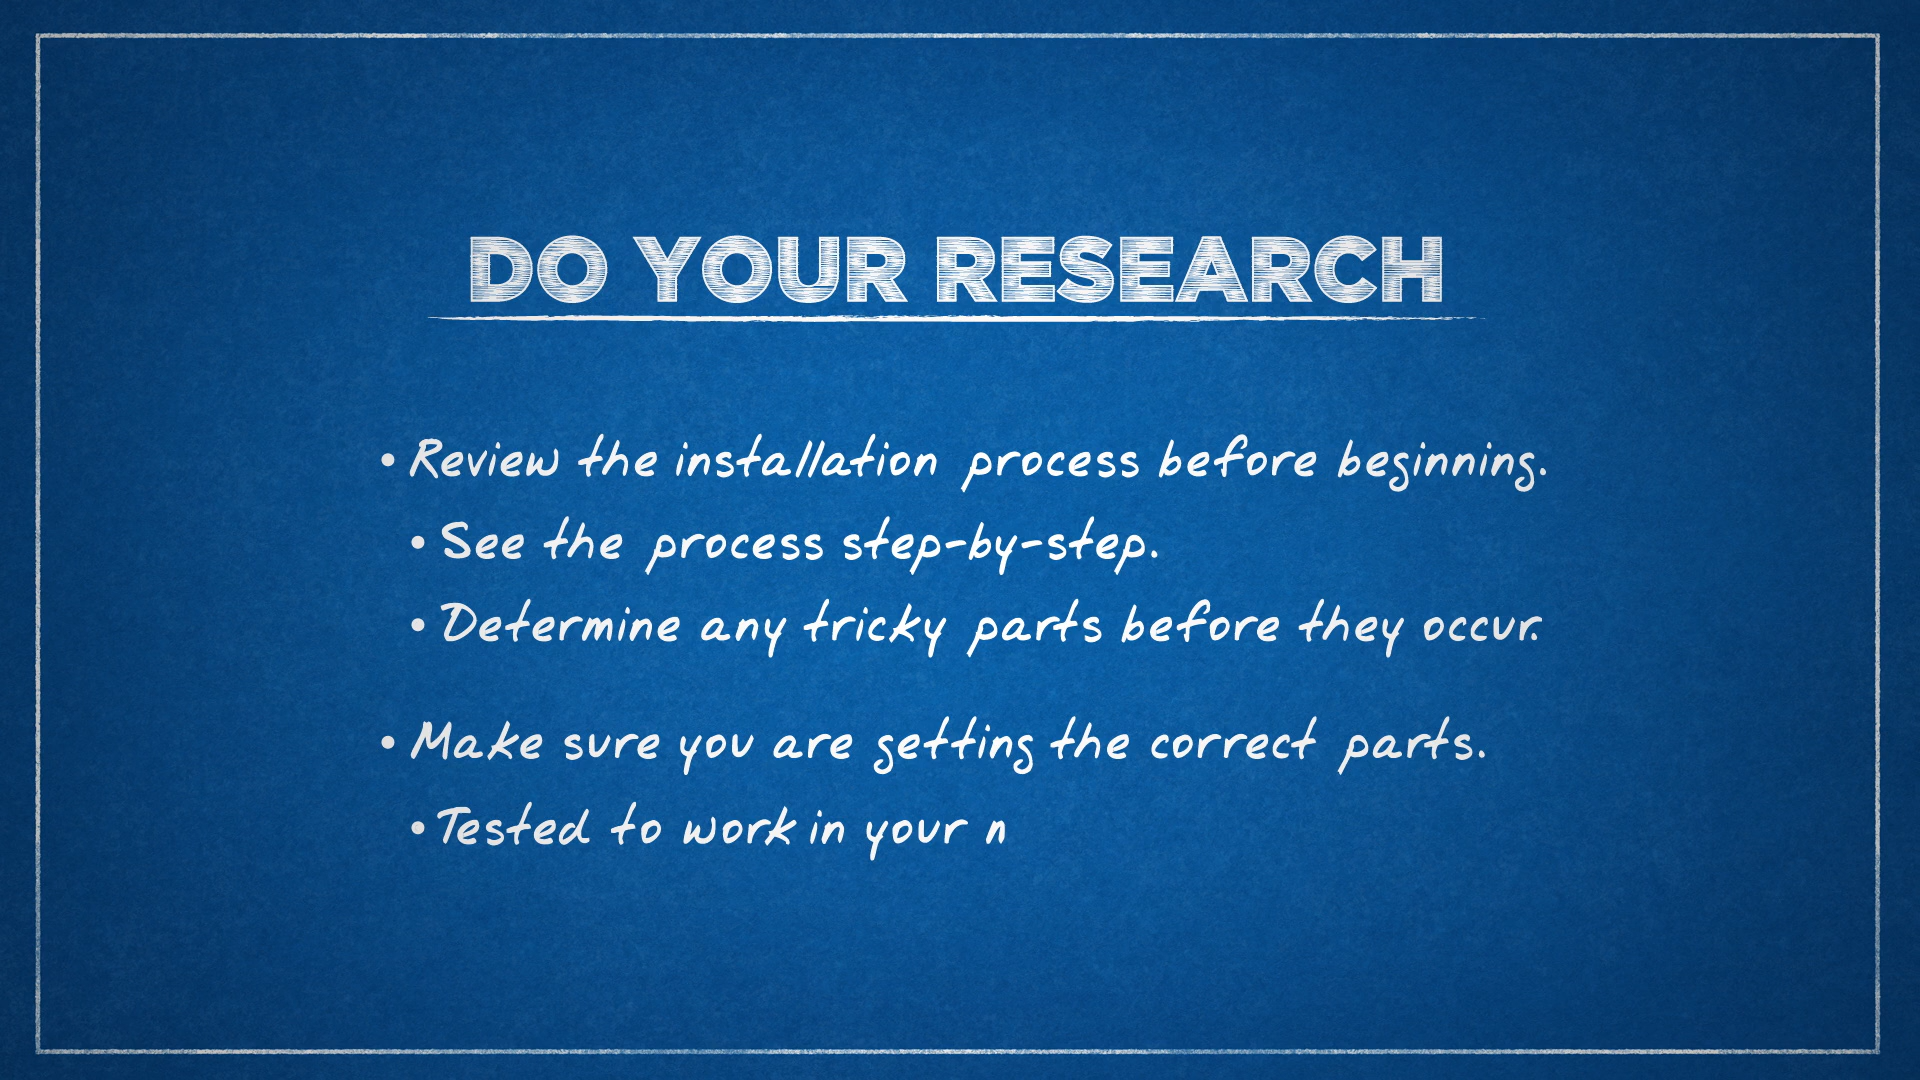 DO YOUR RESEARCH
• Review the installation process before beginning.
• See the process step-by-step.
• Determine any tricky parts before they occur.
• Make sure you are getting the correct parts.
• Tested to work in your n